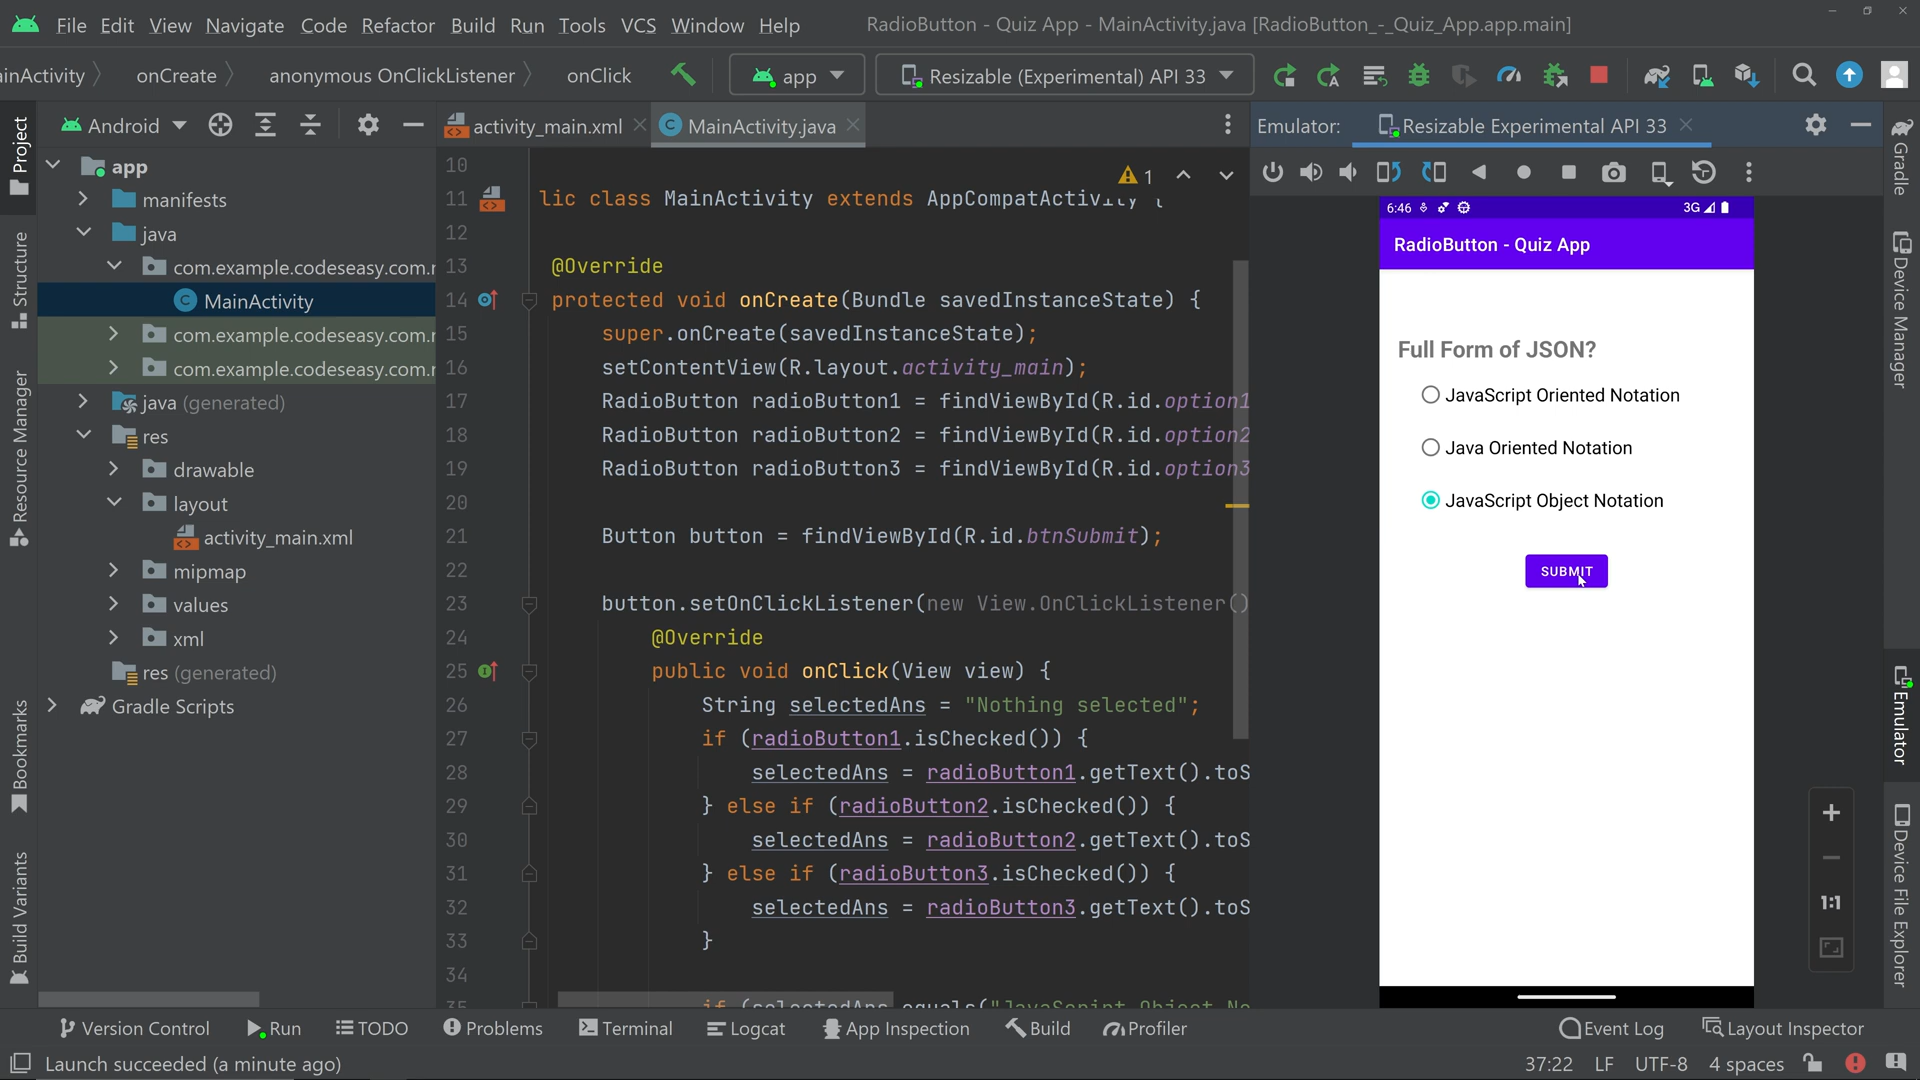 File Edit View Navigate Code Refactor Build Run Tools VCS Window Help RadioButton - Quiz App - MainActivity.java [RadioButton_-_Quiz_App.app.main]
inActivity onCreate anonymous OnClickListener onClick app Resizable (Experimental) API 33
Project
Structure
Resource Manager
Bookmarks
Build Variants
Android
app
manifests
java
com.example.codeseasy.com.r
MainActivity
com.example.codeseasy.com.r
com.example.codeseasy.com.r
java (generated)
res
drawable
layout
activity_main.xml
mipmap
values
xml
res (generated)
Gradle Scripts
activity_main.xml MainActivity.java
1
10
11 lic class MainActivity extends AppCompatActivity {
12
13 @Override
14 protected void onCreate(Bundle savedInstanceState) {
15 super.onCreate(savedInstanceState);
16 setContentView(R.layout.activity_main);
17 RadioButton radioButton1 = findViewById(R.id.option1
18 RadioButton radioButton2 = findViewById(R.id.option2
19 RadioButton radioButton3 = findViewById(R.id.option3
20
21 Button button = findViewById(R.id.btnSubmit);
22
23 button.setOnClickListener(new View.OnClickListener()
24 @Override
25 public void onClick(View view) {
26 String selectedAns = "Nothing selected";
27 if (radioButton1.isChecked()) {
28 selectedAns = radioButton1.getText().toS
29 } else if (radioButton2.isChecked()) {
30 selectedAns = radioButton2.getText().toS
31 } else if (radioButton3.isChecked()) {
32 selectedAns = radioButton3.getText().toS
33 }
34
35 if (selectedAns.equals("JavaScript Object No
Emulator: Resizable Experimental API 33
6:46 3G
RadioButton - Quiz App
Full Form of JSON?
JavaScript Oriented Notation
Java Oriented Notation
JavaScript Object Notation
SUBMIT
1:1
Gradle
Device Manager
Emulator
Device File Explorer
Version Control Run TODO Problems Terminal Logcat App Inspection Build Profiler Event Log Layout Inspector
Launch succeeded (a minute ago) 37:22 LF UTF-8 4 spaces